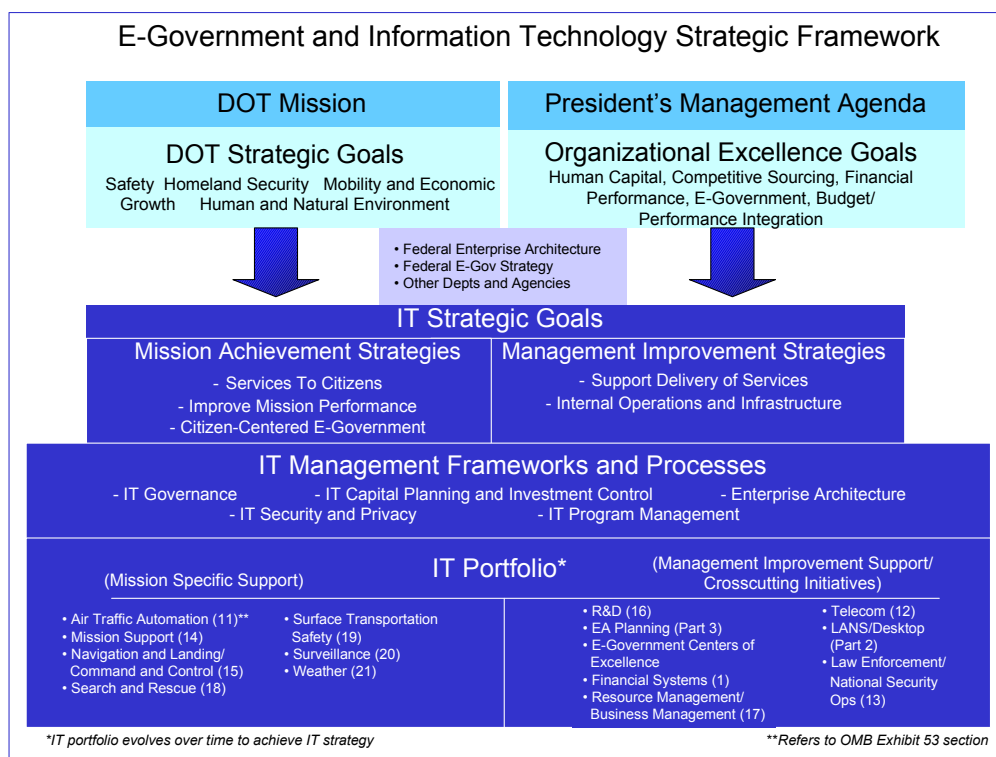 E-Government and Information Technology Strategic Framework
DOT Mission
DOT Strategic Goals
Safety Homeland Security Mobility and Economic
Growth Human and Natural Environment
President's Management Agenda
Organizational Excellence Goals
Human Capital, Competitive Sourcing, Financial
Performance, E-Government, Budget/
Performance Integration
• Federal Enterprise Architecture
• Federal E-Gov Strategy
• Other Depts and Agencies
IT Strategic Goals
Mission Achievement Strategies
- Services To Citizens
- Improve Mission Performance
- Citizen-Centered E-Government
Management Improvement Strategies
- Support Delivery of Services
- Internal Operations and Infrastructure
IT Management Frameworks and Processes
- IT Governance - IT Capital Planning and Investment Control - Enterprise Architecture
- IT Security and Privacy - IT Program Management
IT Portfolio*
(Mission Specific Support)
• Air Traffic Automation (11)**
• Mission Support (14)
• Navigation and Landing/
Command and Control (15)
• Search and Rescue (18)
• Surface Transportation
Safety (19)
• Surveillance (20)
• Weather (21)
(Management Improvement Support/
Crosscutting Initiatives)
• R&D (16)
• EA Planning (Part 3)
• E-Government Centers of
Excellence
• Financial Systems (1)
• Resource Management/
Business Management (17)
• Telecom (12)
• LANS/Desktop
(Part 2)
• Law Enforcement/
National Security
Ops (13)
*IT portfolio evolves over time to achieve IT strategy
**Refers to OMB Exhibit 53 section